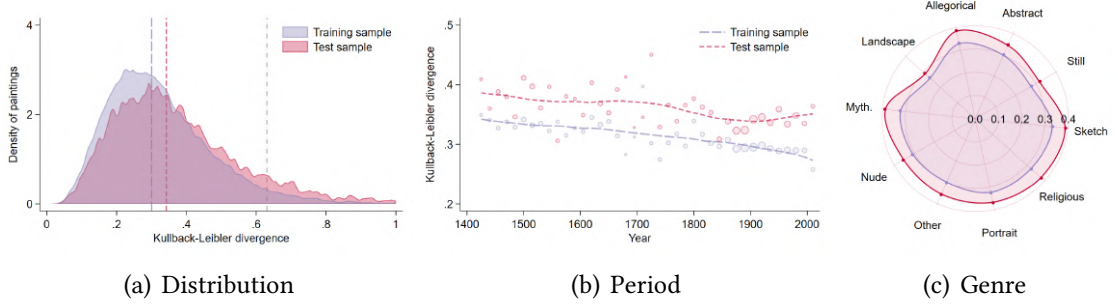 4
2
0
Density of paintings
Training sample
Test sample
0 .2 .4 .6 .8 1
Kullback-Leibler divergence
(a) Distribution
.5
.4
.3
.2
Kullback-Leibler divergence
Training sample
Test sample
1400 1500 1600 1700 1800 1900 2000
Year
(b) Period
Allegorical
Abstract
Landscape
Still
Myth.
0.0 0.1 0.2 0.3 0.4
Sketch
Nude
Religious
Other
Portrait
(c) Genre